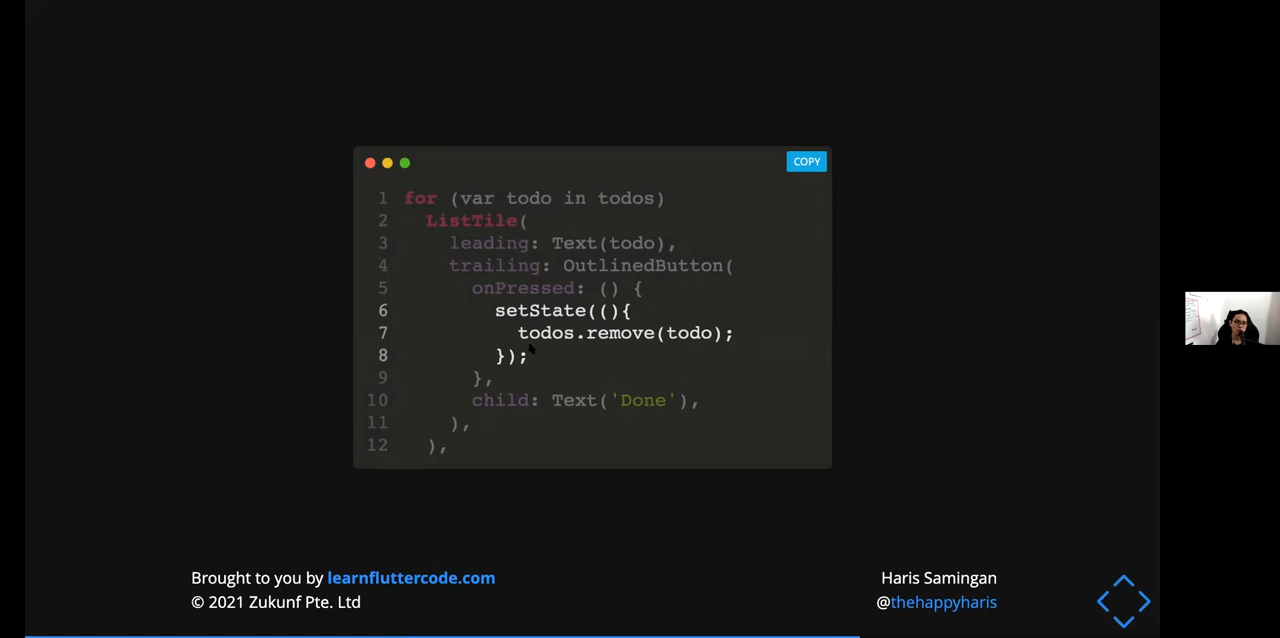 COPY
1 for (var todo in todos)
2 ListTile(
3 leading: Text(todo),
4 trailing: OutlinedButton(
5 onPressed: () {
6 setState((){
7 todos.remove(todo);
8 });
9 },
10 child: Text('Done'),
11 ),
12 ),
Brought to you by learnfluttercode.com
© 2021 Zukunf Pte. Ltd
Haris Samingan
@thehappyharis